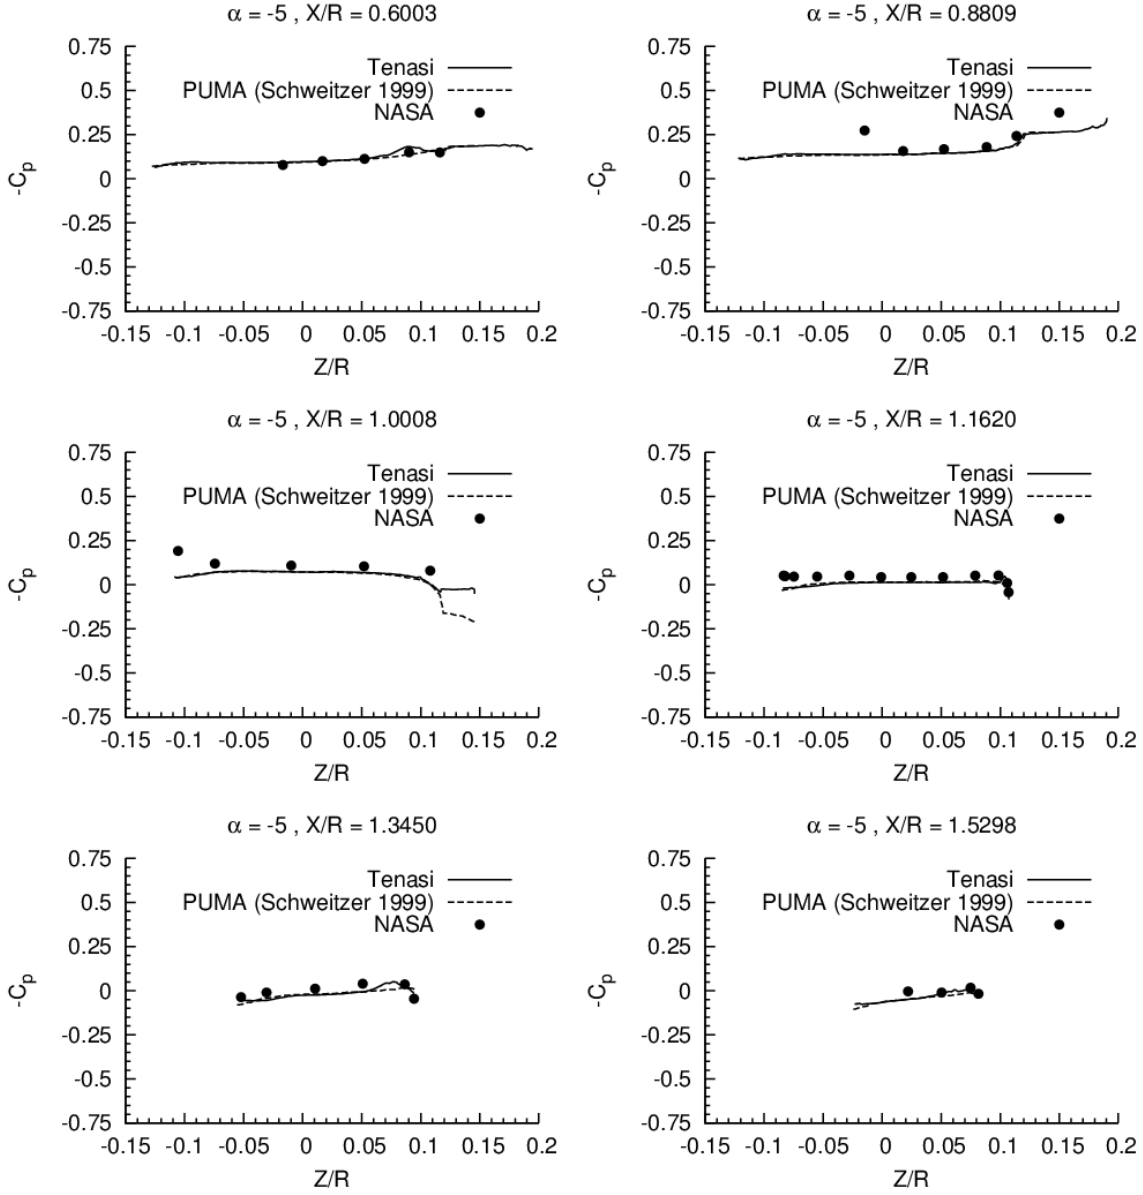 α = -5 , X/R = 0.6003
0.75
0.5
0.25
0
-0.25
-0.5
-0.75
-Cp
Tenasi
PUMA (Schweitzer 1999)
NASA
-0.15 -0.1 -0.05 0 0.05 0.1 0.15 0.2
Z/R
α = -5 , X/R = 0.8809
0.75
0.5
0.25
0
-0.25
-0.5
-0.75
-Cp
Tenasi
PUMA (Schweitzer 1999)
NASA
-0.15 -0.1 -0.05 0 0.05 0.1 0.15 0.2
Z/R
α = -5 , X/R = 1.0008
0.75
0.5
0.25
0
-0.25
-0.5
-0.75
-Cp
Tenasi
PUMA (Schweitzer 1999)
NASA
-0.15 -0.1 -0.05 0 0.05 0.1 0.15 0.2
Z/R
α = -5 , X/R = 1.1620
0.75
0.5
0.25
0
-0.25
-0.5
-0.75
-Cp
Tenasi
PUMA (Schweitzer 1999)
NASA
-0.15 -0.1 -0.05 0 0.05 0.1 0.15 0.2
Z/R
α = -5 , X/R = 1.3450
0.75
0.5
0.25
0
-0.25
-0.5
-0.75
-Cp
Tenasi
PUMA (Schweitzer 1999)
NASA
-0.15 -0.1 -0.05 0 0.05 0.1 0.15 0.2
Z/R
α = -5 , X/R = 1.5298
0.75
0.5
0.25
0
-0.25
-0.5
-0.75
-Cp
Tenasi
PUMA (Schweitzer 1999)
NASA
-0.15 -0.1 -0.05 0 0.05 0.1 0.15 0.2
Z/R